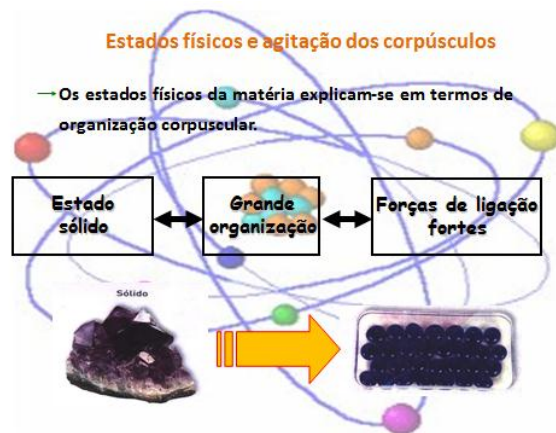 Estados físicos e agitação dos corpúsculos
Os estados físicos da matéria explicam-se em termos de
organização corpuscular.
Estado
sólido
Grande
organização
Forças de ligação
fortes
Sólido